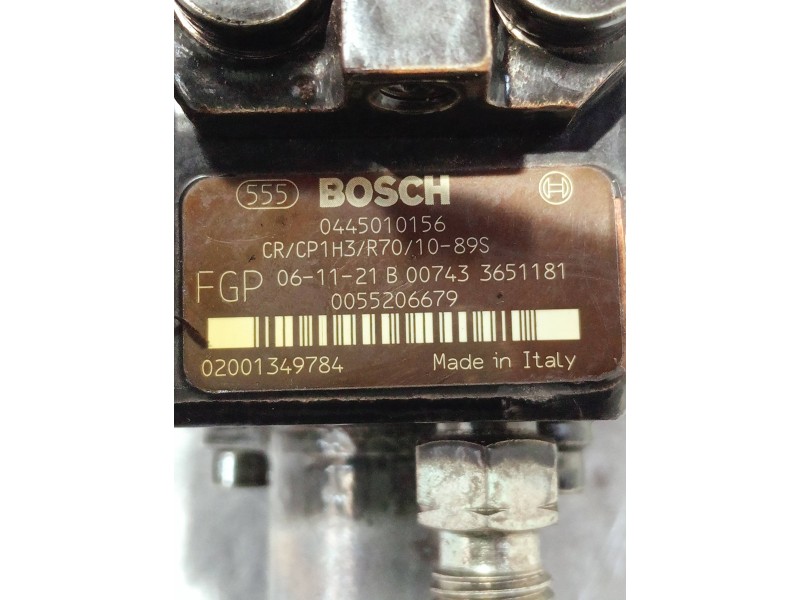 555 BOSCH
0445010156
CR/CP1H3/R70/10-89S
FGP 06-11-21 B 00743 3651181
0055206679
02001349784 Made in Italy